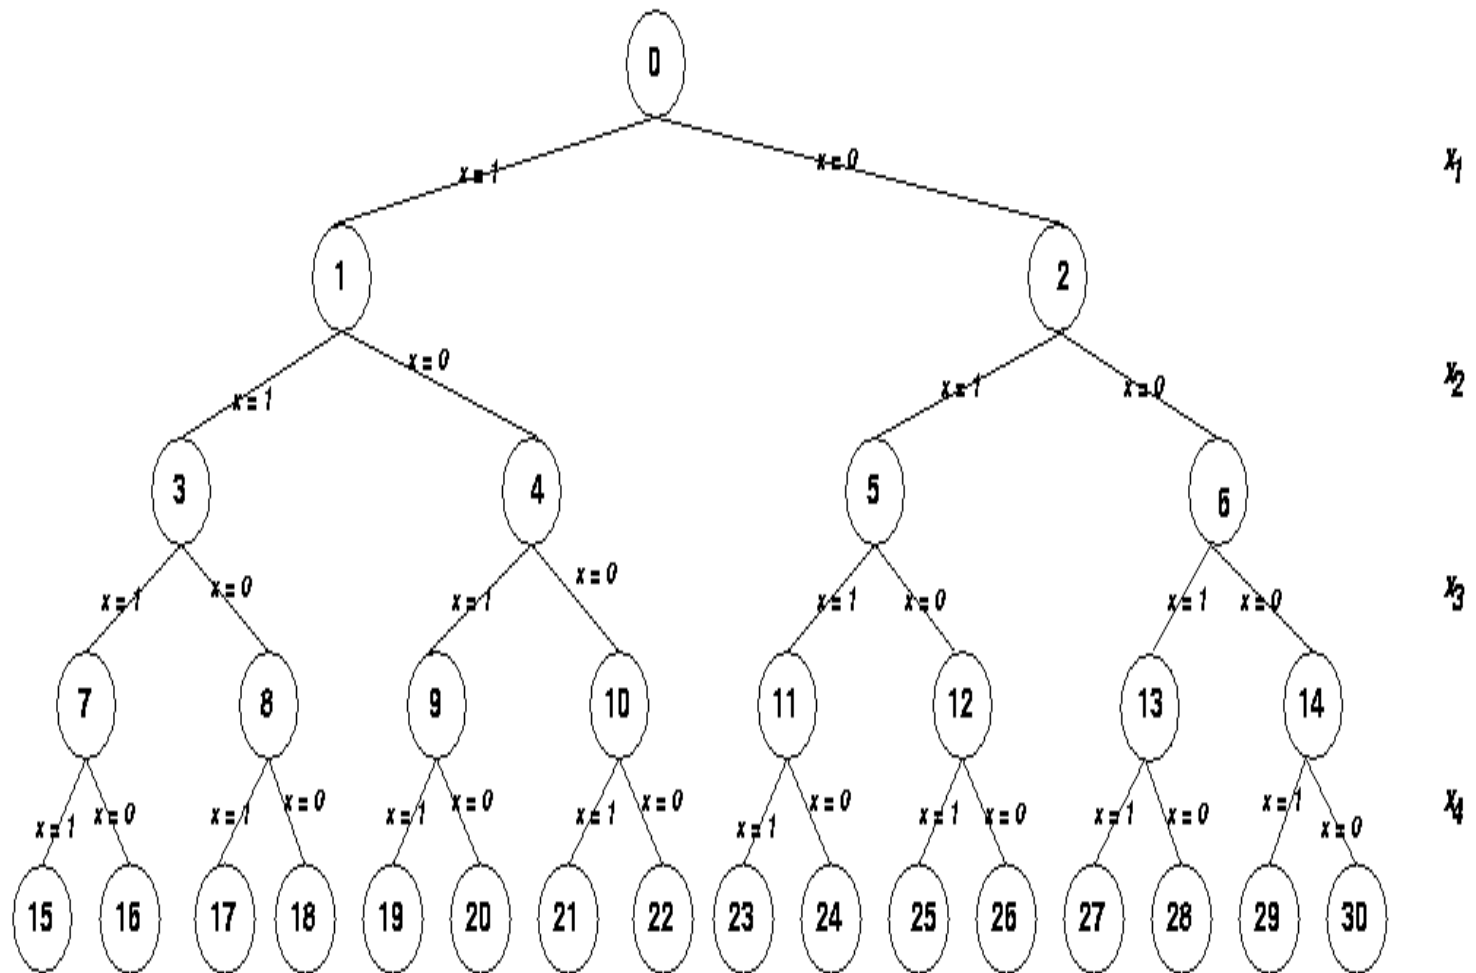 0
x = 1 x = 0 x1
1 2
x = 0
x = 1 x = 1 x = 0 x2
3 4 5 6
x = 1 x = 0 x = 1 x = 0 x = 1 x = 0 x = 1 x = 0 x3
7 8 9 10 11 12 13 14
x = 1 x = 0 x = 1 x = 0 x = 1 x = 0 x = 1 x = 0 x = 1 x = 0 x = 1 x = 0 x = 1 x = 0 x = 1 x = 0 x4
15 16 17 18 19 20 21 22 23 24 25 26 27 28 29 30